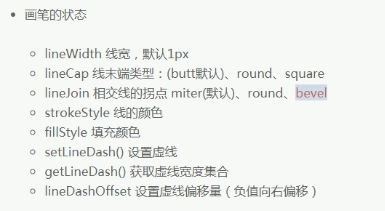 画笔的状态
lineWidth 线宽，默认1px
lineCap 线末端类型：(butt默认)、round、square
lineJoin 相交线的拐点 miter(默认)、round、bevel
strokeStyle 线的颜色
fillStyle 填充颜色
setLineDash() 设置虚线
getLineDash() 获取虚线宽度集合
lineDashOffset 设置虚线偏移量（负值向右偏移）